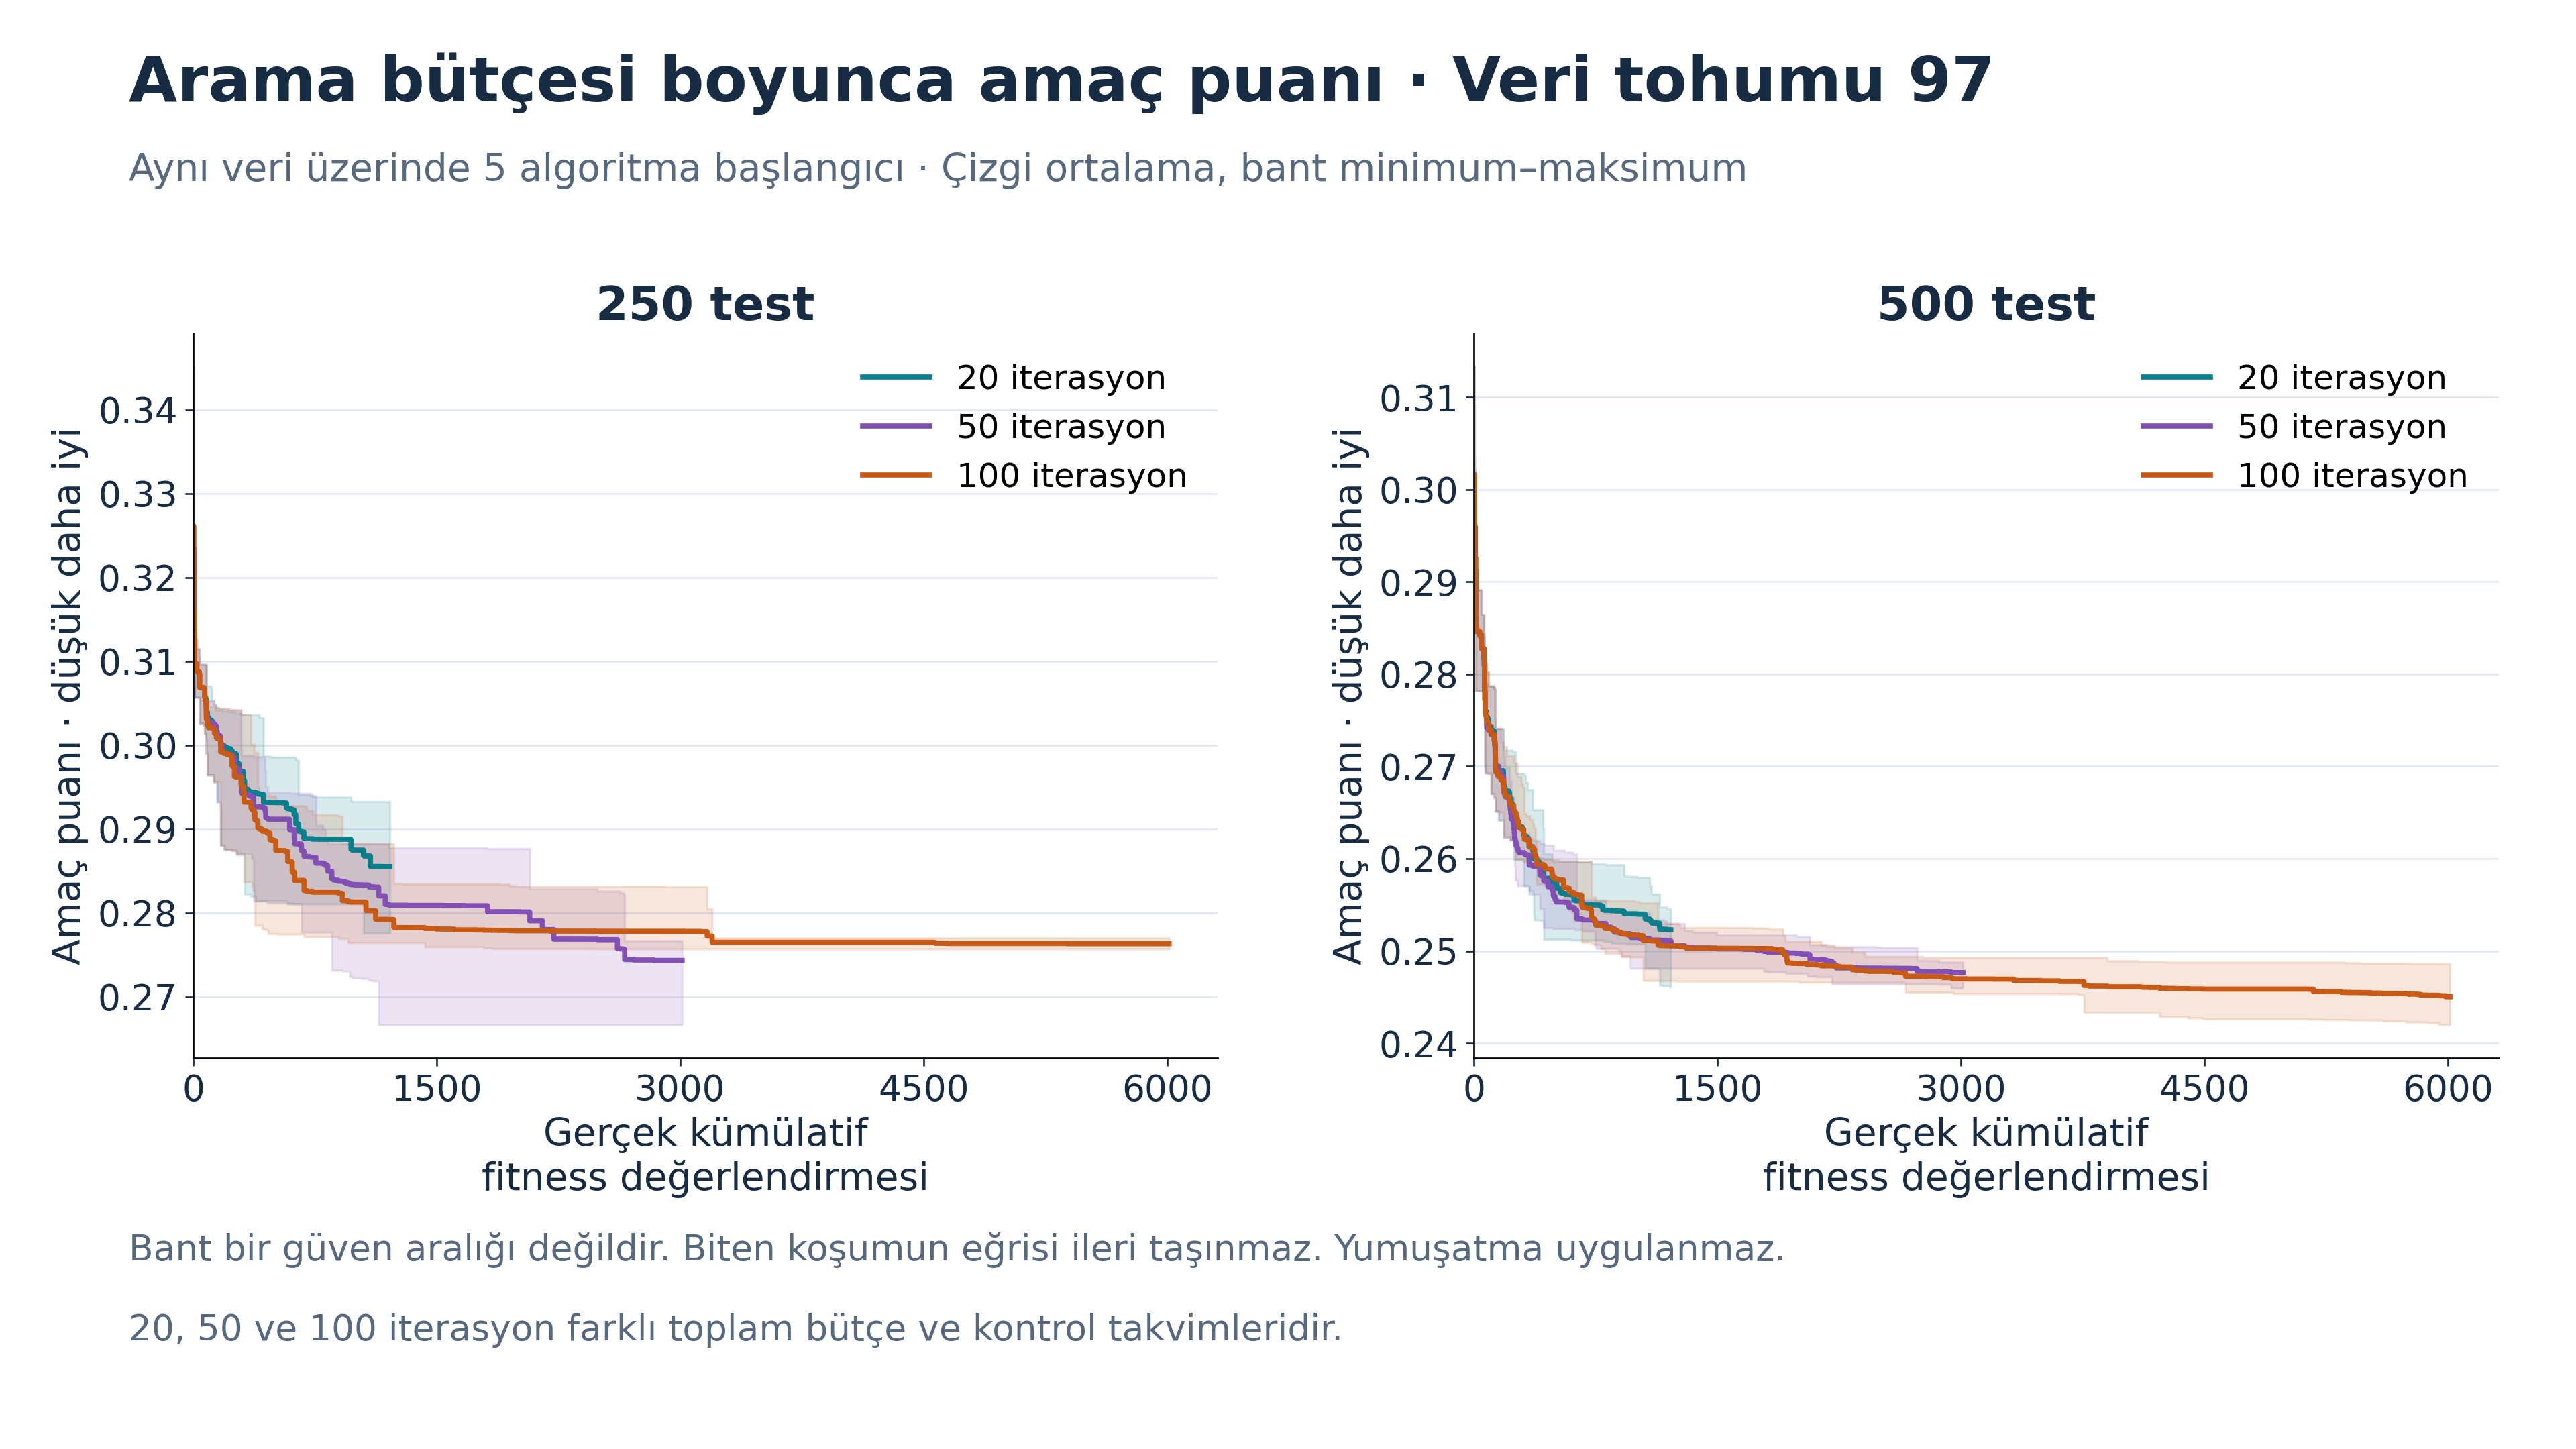 Arama bütçesi boyunca amaç puanı · Veri tohumu 97
Aynı veri üzerinde 5 algoritma başlangıcı · Çizgi ortalama, bant minimum–maksimum
250 test
20 iterasyon
50 iterasyon
100 iterasyon
Amaç puanı · düşük daha iyi
0.34
0.33
0.32
0.31
0.30
0.29
0.28
0.27
0
1500
3000
4500
6000
Gerçek kümülatif
fitness değerlendirmesi
500 test
20 iterasyon
50 iterasyon
100 iterasyon
Amaç puanı · düşük daha iyi
0.31
0.30
0.29
0.28
0.27
0.26
0.25
0.24
0
1500
3000
4500
6000
Gerçek kümülatif
fitness değerlendirmesi
Bant bir güven aralığı değildir. Biten koşumun eğrisi ileri taşınmaz. Yumuşatma uygulanmaz.
20, 50 ve 100 iterasyon farklı toplam bütçe ve kontrol takvimleridir.